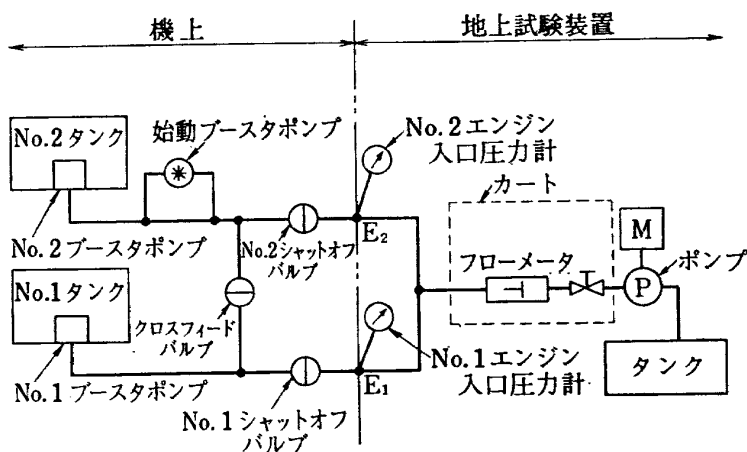 機上
地上試験装置
No.2タンク
始動ブースタポンプ
No.2エンジン
入口圧力計
カート
No.2ブースタポンプ
No.2シャットオフ
バルブ
E₂
フローメータ
M
P
ポンプ
No.1タンク
クロスフィード
バルブ
No.1エンジン
入口圧力計
タンク
No.1ブースタポンプ
E₁
No.1シャットオフ
バルブ